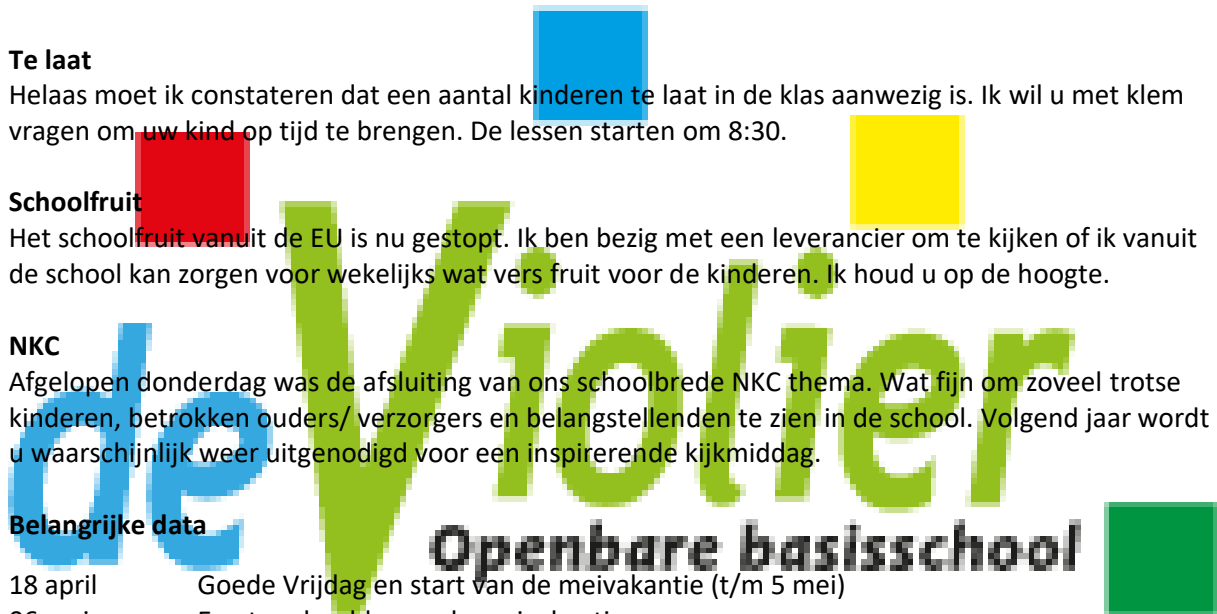 Te laat
Helaas moet ik constateren dat een aantal kinderen te laat in de klas aanwezig is. Ik wil u met klem
vragen om uw kind op tijd te brengen. De lessen starten om 8:30.
Schoolfruit
Het schoolfruit vanuit de EU is nu gestopt. Ik ben bezig met een leverancier om te kijken of ik vanuit
de school kan zorgen voor wekelijks wat vers fruit voor de kinderen. Ik houd u op de hoogte.
NKC
Afgelopen donderdag was de afsluiting van ons schoolbrede NKC thema. Wat fijn om zoveel trotse
kinderen, betrokken ouders/ verzorgers en belangstellenden te zien in de school. Volgend jaar wordt
u waarschijnlijk weer uitgenodigd voor een inspirerende kijkmiddag.
de Violier
Belangrijke data
Openbare basisschool
18 april Goede Vrijdag en start van de meivakantie (t/m 5 mei)